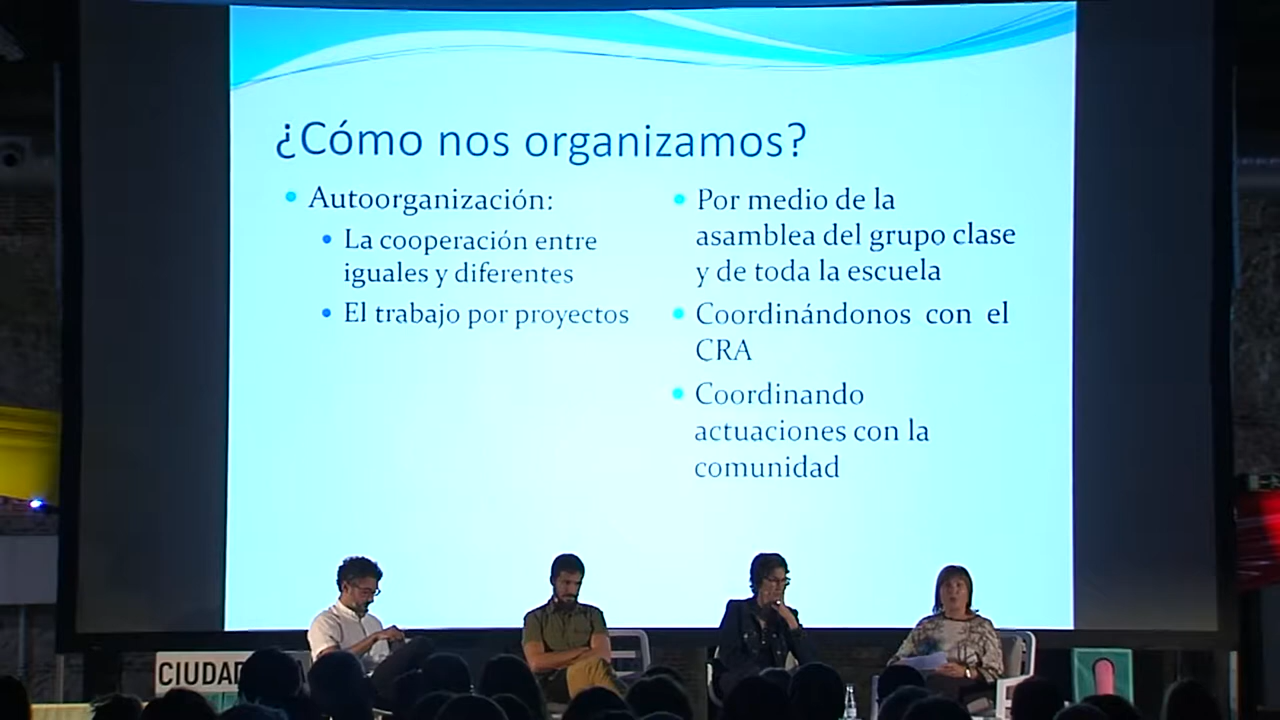 ¿Cómo nos organizamos?
Autoorganización:
La cooperación entre
iguales y diferentes
El trabajo por proyectos
Por medio de la
asamblea del grupo clase
y de toda la escuela
Coordinándonos con el
CRA
Coordinando
actuaciones con la
comunidad
CIUDAD